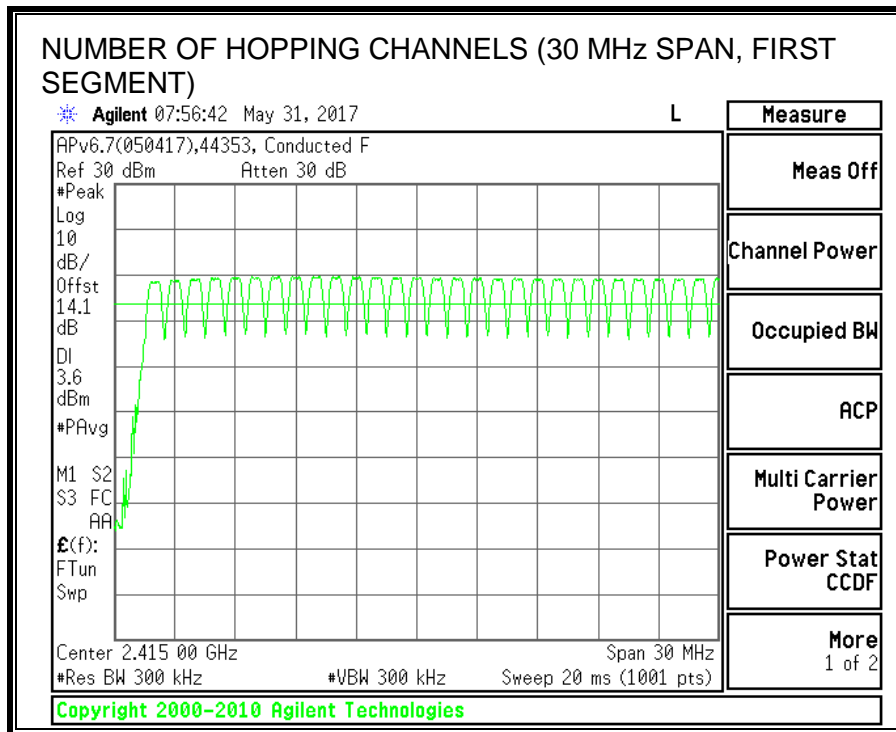 NUMBER OF HOPPING CHANNELS (30 MHz SPAN, FIRST
SEGMENT)
Agilent 07:56:42 May 31, 2017 L
APv6.7(050417),44353, Conducted F
Ref 30 dBm Atten 30 dB
#Peak
Log
10
dB/
Offst
14.1
dB
DI
3.6
dBm
#PAvg
M1 S2
S3 FC
AA
£(f):
FTun
Swp
Center 2.415 00 GHz Span 30 MHz
#Res BW 300 kHz #VBW 300 kHz Sweep 20 ms (1001 pts)
Copyright 2000-2010 Agilent Technologies
Measure
Meas Off
Channel Power
Occupied BW
ACP
Multi Carrier
Power
Power Stat
CCDF
More
1 of 2